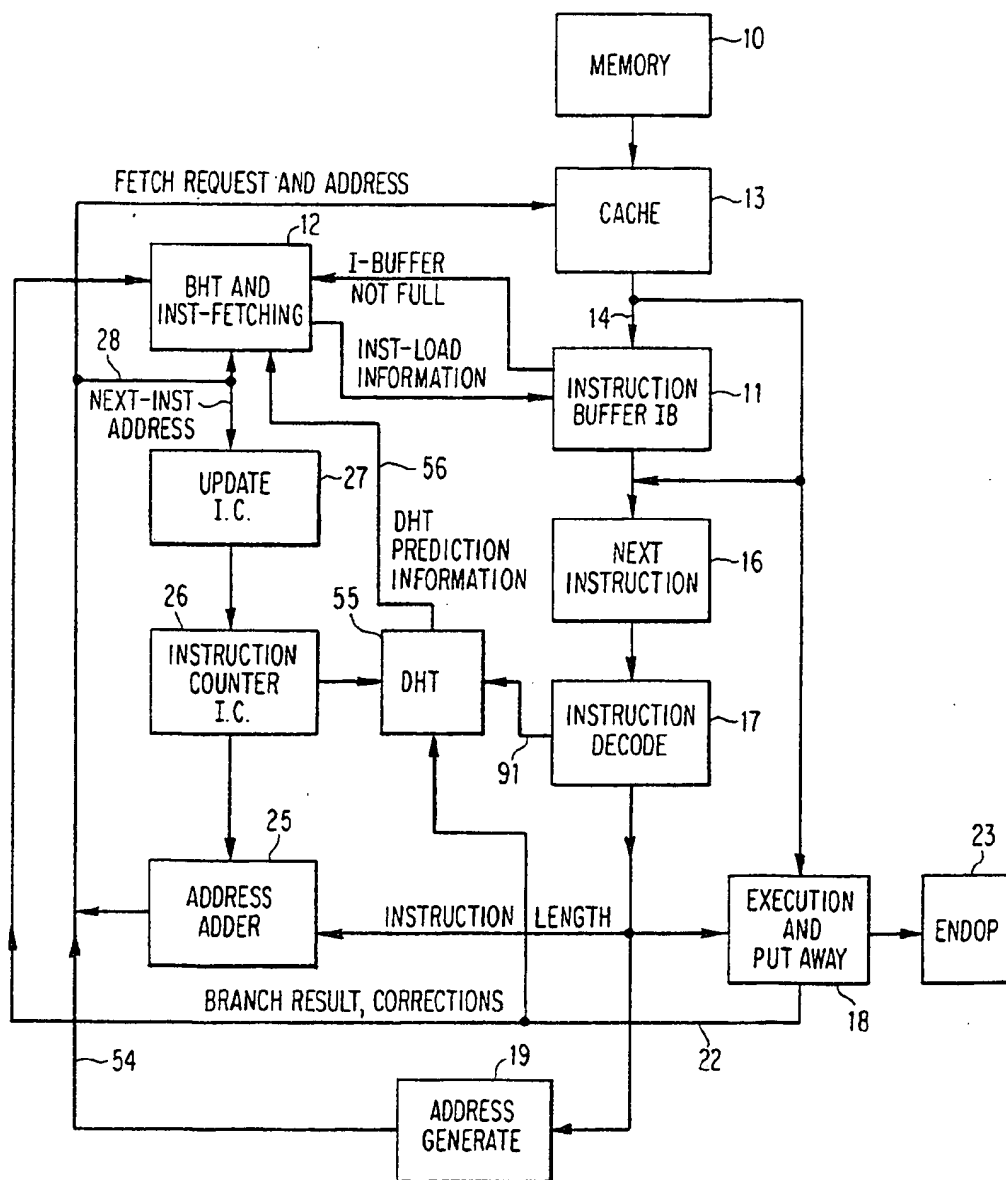 10
MEMORY
FETCH REQUEST AND ADDRESS
13
CACHE
12
BHT AND
INST-FETCHING
I-BUFFER
NOT FULL
14
28
INST-LOAD
INFORMATION
INSTRUCTION
BUFFER IB
11
NEXT-INST
ADDRESS
UPDATE
I.C.
27
56
DHT
PREDICTION
INFORMATION
NEXT
INSTRUCTION
16
26
INSTRUCTION
COUNTER
I.C.
55
DHT
INSTRUCTION
DECODE
17
91
25
ADDRESS
ADDER
INSTRUCTION LENGTH
EXECUTION
AND
PUT AWAY
23
ENDOP
BRANCH RESULT, CORRECTIONS
18
22
54
19
ADDRESS
GENERATE